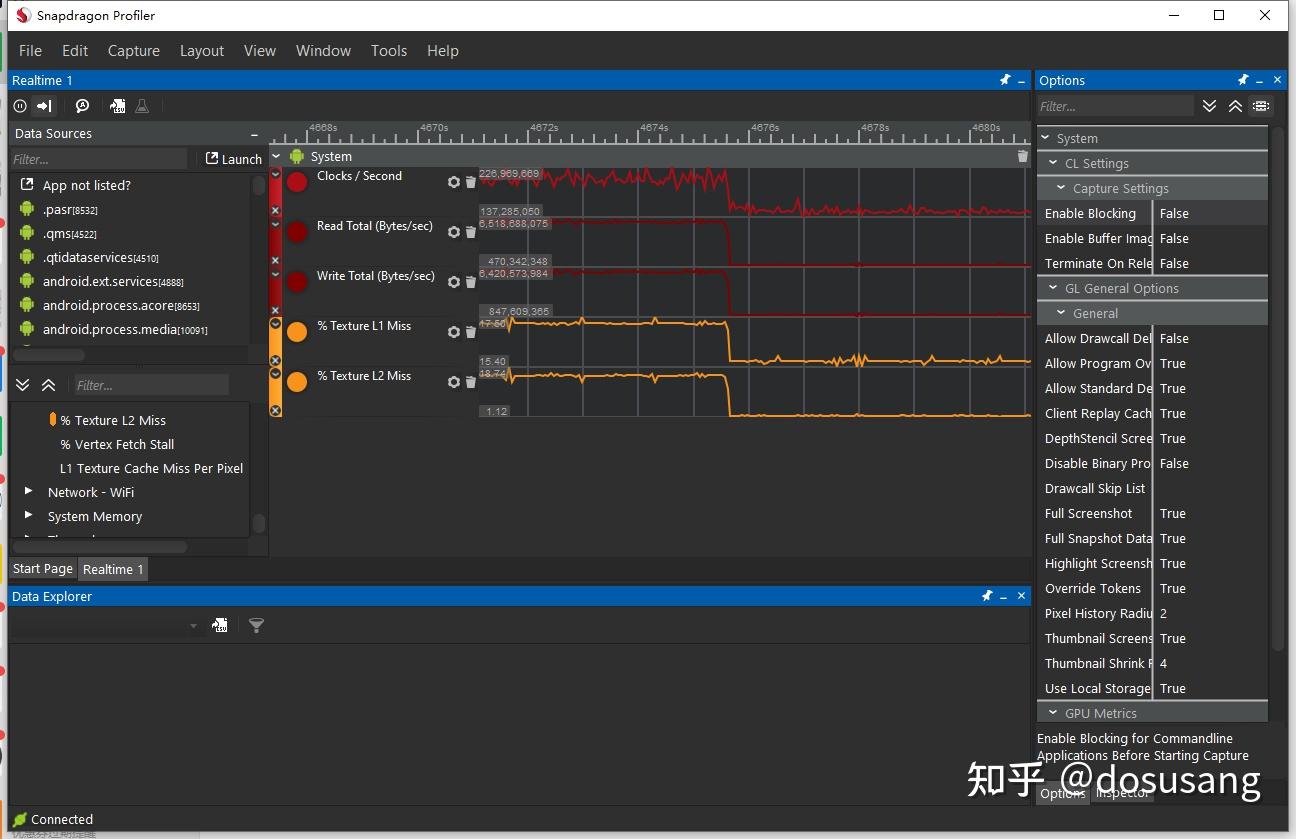 Snapdragon Profiler
File Edit Capture Layout View Window Tools Help
Realtime 1
Data Sources
Filter...
Launch
App not listed?
.pasr[8532]
.qms[4522]
.qtidataservices[4510]
android.ext.services[4888]
android.process.acore[8653]
android.process.media[10091]
Filter...
% Texture L2 Miss
% Vertex Fetch Stall
L1 Texture Cache Miss Per Pixel
Network - WiFi
System Memory
Start Page Realtime 1
4668s 4670s 4672s 4674s 4676s 4678s 4680s
System
Clocks / Second
226,969,669
137,285,050
Read Total (Bytes/sec)
6,518,688,075
470,342,348
Write Total (Bytes/sec)
6,420,573,984
847,609,365
% Texture L1 Miss
17.50
15.40
% Texture L2 Miss
18.74
1.12
Data Explorer
Connected
Options
Filter...
System
CL Settings
Capture Settings
Enable Blocking False
Enable Buffer Imag False
Terminate On Rele False
GL General Options
General
Allow Drawcall Del False
Allow Program Ov True
Allow Standard De True
Client Replay Cach True
DepthStencil Scree True
Disable Binary Pro False
Drawcall Skip List
Full Screenshot True
Full Snapshot Data True
Highlight Screensh True
Override Tokens True
Pixel History Radiu 2
Thumbnail Screens True
Thumbnail Shrink F 4
Use Local Storage True
GPU Metrics
Enable Blocking for Commandline
Applications Before Starting Capture
Options Inspector
知乎 @dosusang